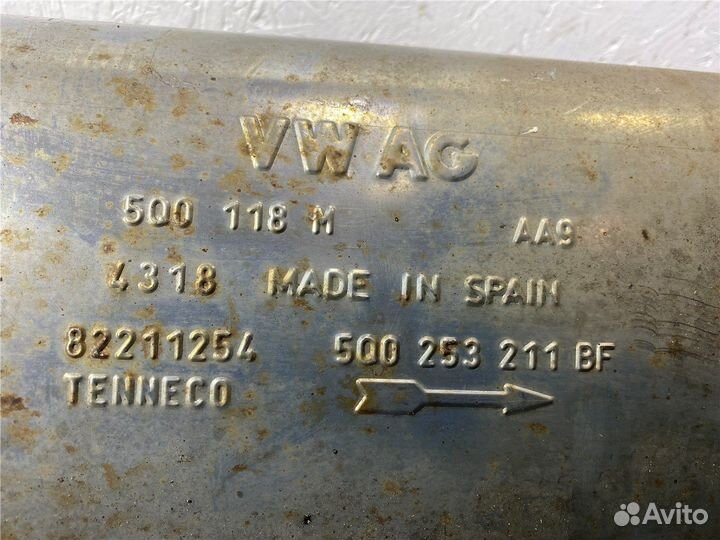 VW AG
5Q0 118 M AA9
4318 MADE IN SPAIN
82211254 5Q0 253 211 BF
TENNECO
Avito